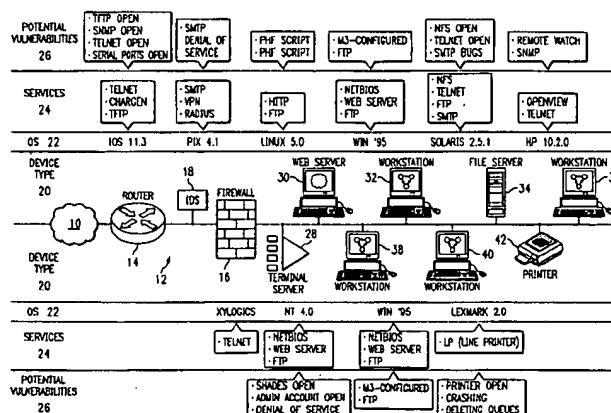 POTENTIAL
VULNERABILITIES
26
· TFTP OPEN
· SNMP OPEN
· TELNET OPEN
· SERIAL PORTS OPEN
· SMTP
· DENIAL OF
SERVICE
· PHF SCRIPT
· PHF SCRIPT
· M3-CONFIGURED
· FTP
· NFS OPEN
· TELNET OPEN
· SMTP BUGS
· REMOTE WATCH
· SNMP
SERVICES
24
· TELNET
· CHARGEN
· TFTP
· SMTP
· VPN
· RADIUS
· HTTP
· FTP
· NETBIOS
· WEB SERVER
· FTP
· NFS
· TELNET
· FTP
· SMTP
· OPENVIEW
· TELNET
OS 22 IOS 11.3 PIX 4.1 LINUX 5.0 WIN '95 SOLARIS 2.5.1 HP 10.2.0
DEVICE
TYPE
20
10
ROUTER
14
12
18
IDS
FIREWALL
16
WEB SERVER
30
WORKSTATION
32
FILE SERVER
34
WORKSTATION
28
TERMINAL
SERVER
38
WORKSTATION
40
WORKSTATION
42
PRINTER
DEVICE
TYPE
20
OS 22 XYLOGICS NT 4.0 WIN '95 LEXMARK 2.0
SERVICES
24
· TELNET
· NETBIOS
· WEB SERVER
· FTP
· NETBIOS
· WEB SERVER
· FTP
· LP (LINE PRINTER)
POTENTIAL
VULNERABILITIES
26
· SHADES OPEN
· ADMIN ACCOUNT OPEN
· DENIAL OF SERVICE
· M3-CONFIGURED
· FTP
· PRINTER OPEN
· CRASHING
· DELETING QUEUES